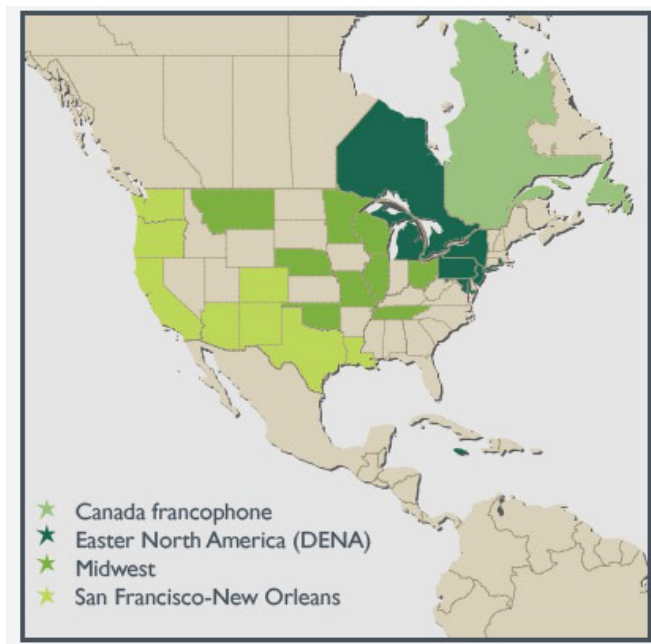 Canada francophone
Easter North America (DENA)
Midwest
San Francisco-New Orleans